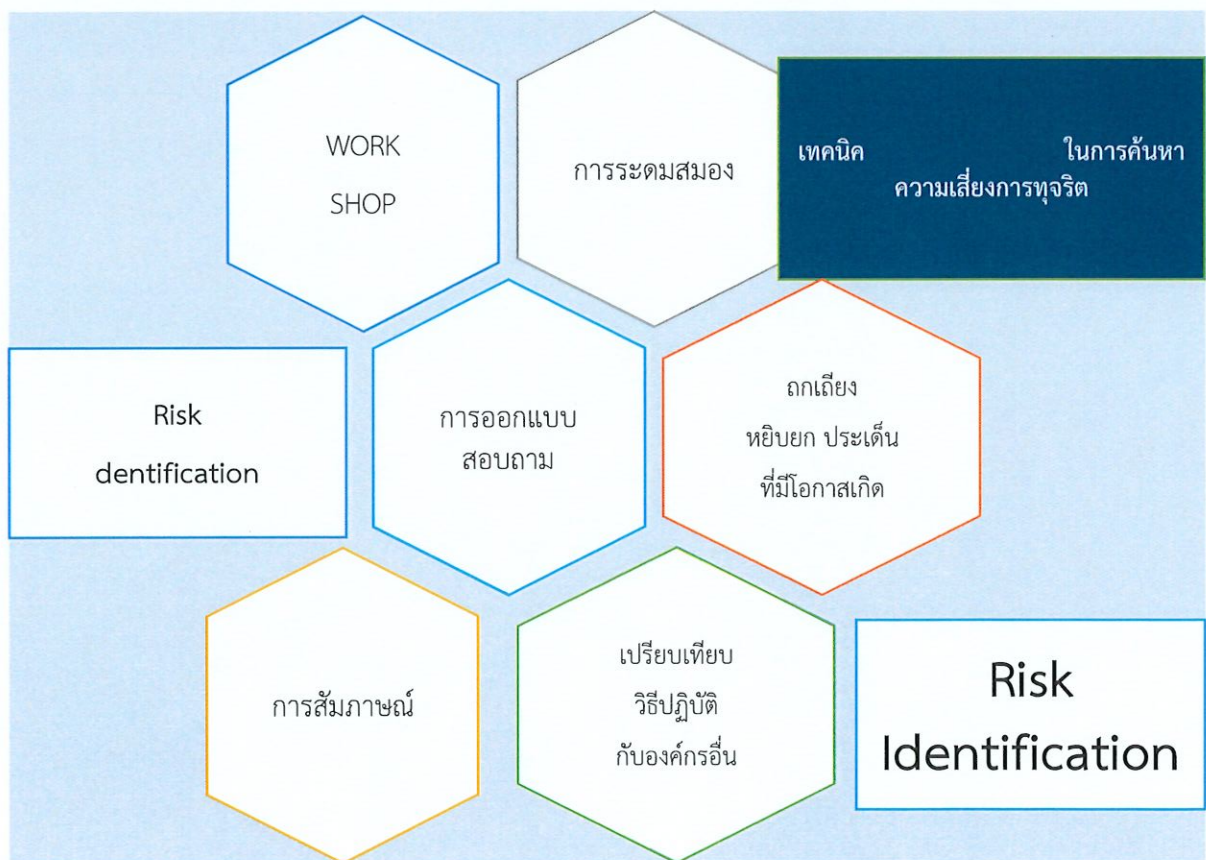 WORK
SHOP
การระดมสมอง
เทคนิค ในการค้นหา
ความเสี่ยงการทุจริต
Risk
dentification
การออกแบบ
สอบถาม
ถกเถียง
หยิบยก ประเด็น
ที่มีโอกาสเกิด
การสัมภาษณ์
เปรียบเทียบ
วิธีปฏิบัติ
กับองค์กรอื่น
Risk
Identification